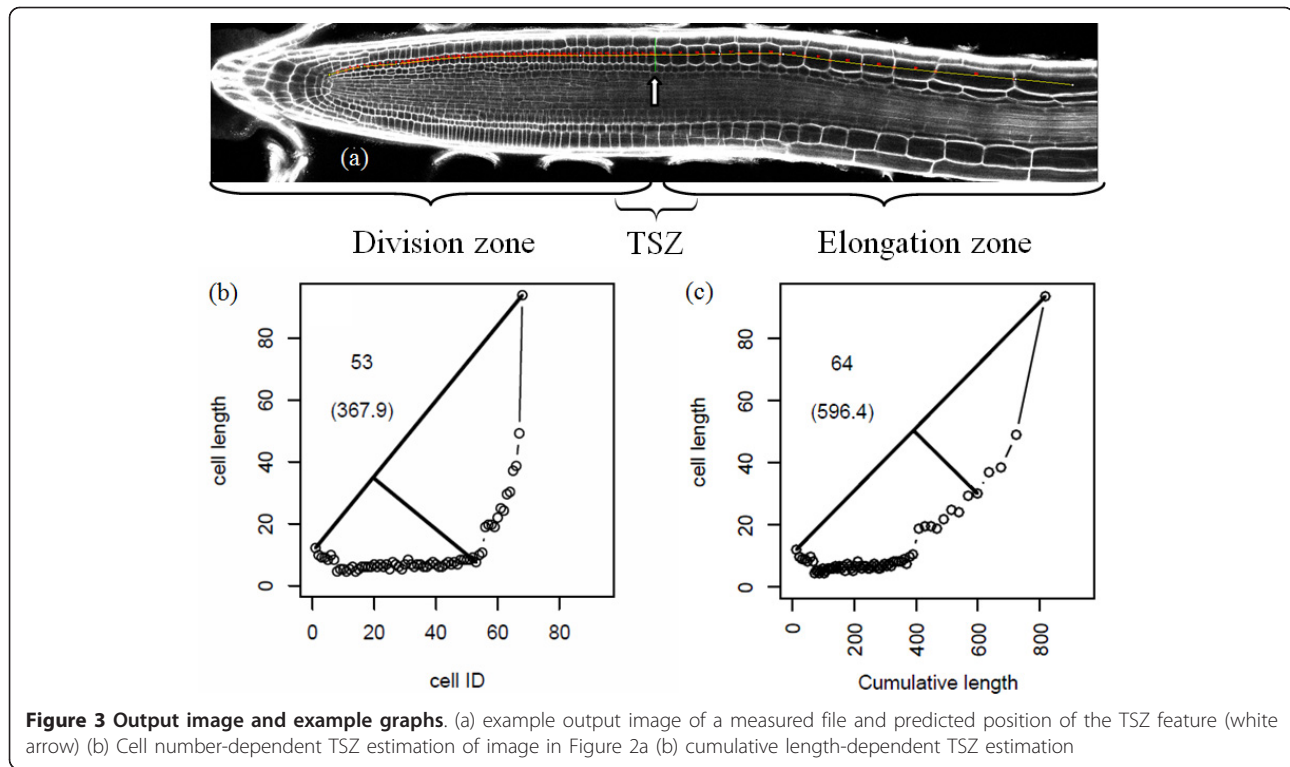 (a)
Division zone
TSZ
Elongation zone
(b)
cell length
80
60
40
20
0
53
(367.9)
0 20 40 60 80
cell ID
(c)
cell length
80
60
40
20
0
64
(596.4)
0 200 400 600 800
Cumulative length
Figure 3 Output image and example graphs. (a) example output image of a measured file and predicted position of the TSZ feature (white
arrow) (b) Cell number-dependent TSZ estimation of image in Figure 2a (b) cumulative length-dependent TSZ estimation